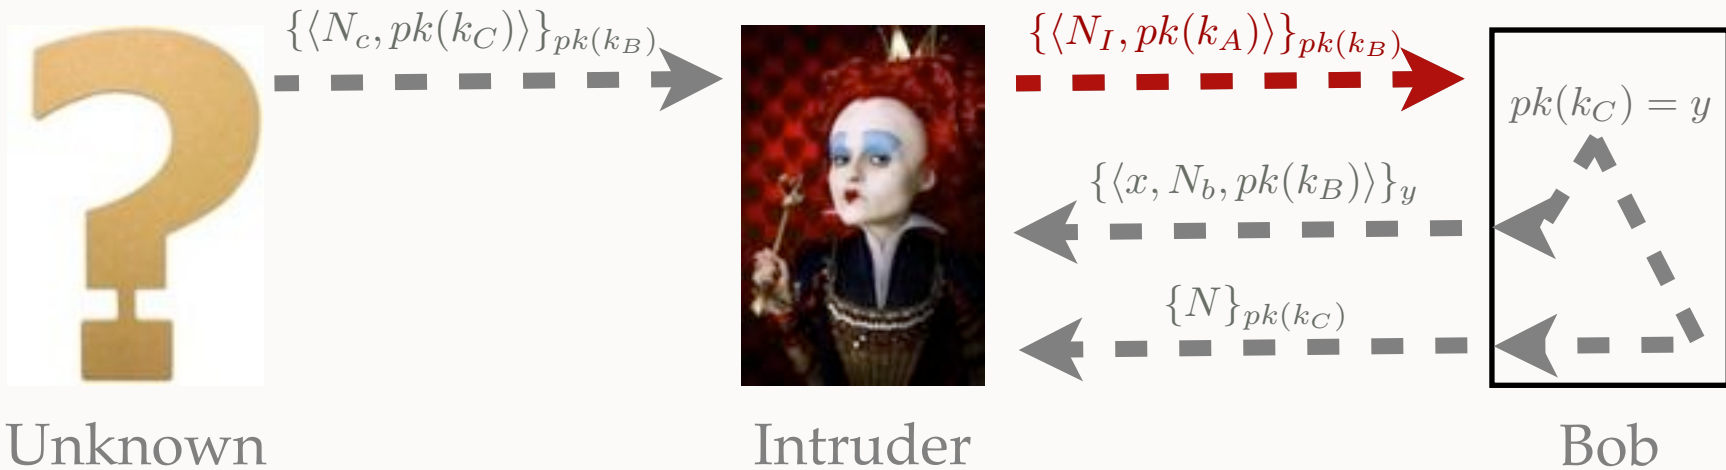 {⟨N_c, pk(k_C)⟩}_{pk(k_B)}
{⟨N_I, pk(k_A)⟩}_{pk(k_B)}
pk(k_C) = y
{⟨x, N_b, pk(k_B)⟩}_y
{N}_{pk(k_C)}
Unknown
Intruder
Bob